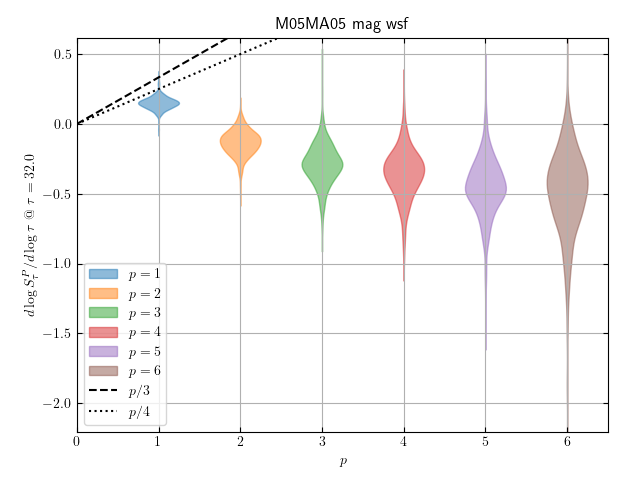 M05MA05 mag wsf
d log S_τ^P / d log τ @ τ = 32.0
0.5
0.0
−0.5
−1.0
−1.5
−2.0
p = 1
p = 2
p = 3
p = 4
p = 5
p = 6
p/3
p/4
0 1 2 3 4 5 6
p